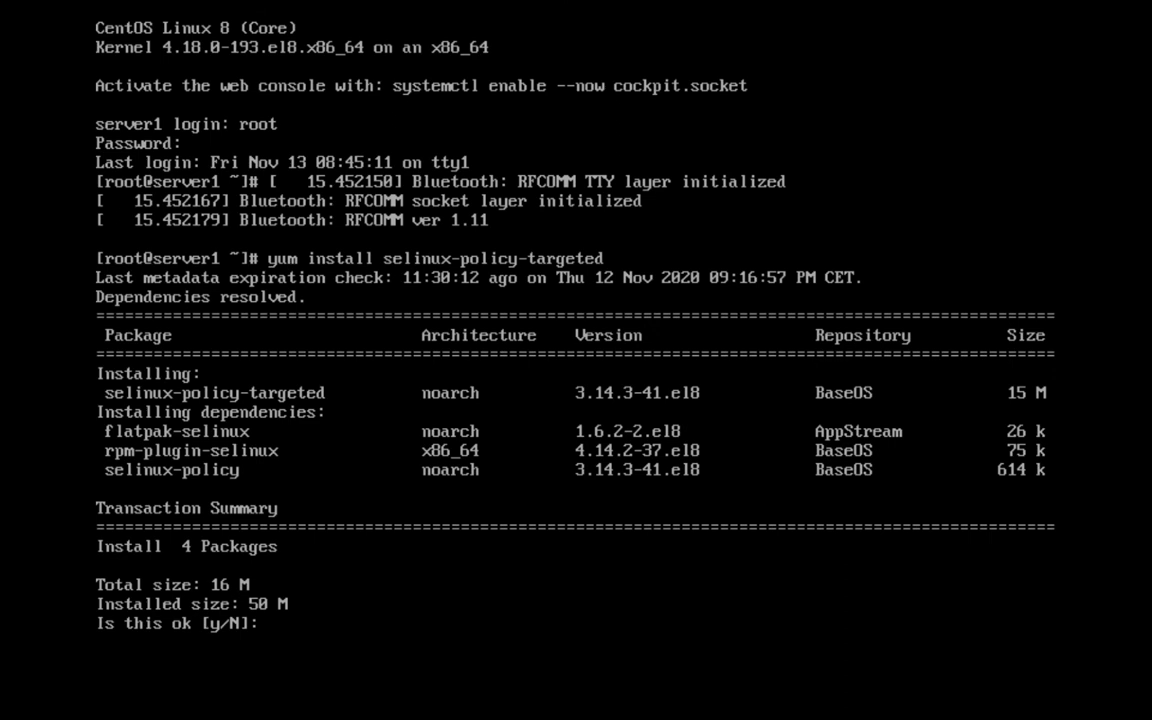 CentOS Linux 8 (Core)
Kernel 4.18.0-193.el8.x86_64 on an x86_64
Activate the web console with: systemctl enable --now cockpit.socket
server1 login: root
Password:
Last login: Fri Nov 13 08:45:11 on tty1
[root@server1 ~]# [   15.452150] Bluetooth: RFCOMM TTY layer initialized
[   15.452167] Bluetooth: RFCOMM socket layer initialized
[   15.452179] Bluetooth: RFCOMM ver 1.11
[root@server1 ~]# yum install selinux-policy-targeted
Last metadata expiration check: 11:30:12 ago on Thu 12 Nov 2020 09:16:57 PM CET.
Dependencies resolved.
====================================================================================================
Package Architecture Version Repository Size
====================================================================================================
Installing:
selinux-policy-targeted noarch 3.14.3-41.el8 BaseOS 15 M
Installing dependencies:
flatpak-selinux noarch 1.6.2-2.el8 AppStream 26 k
rpm-plugin-selinux x86_64 4.14.2-37.el8 BaseOS 75 k
selinux-policy noarch 3.14.3-41.el8 BaseOS 614 k
Transaction Summary
====================================================================================================
Install  4 Packages
Total size: 16 M
Installed size: 50 M
Is this ok [y/N]: